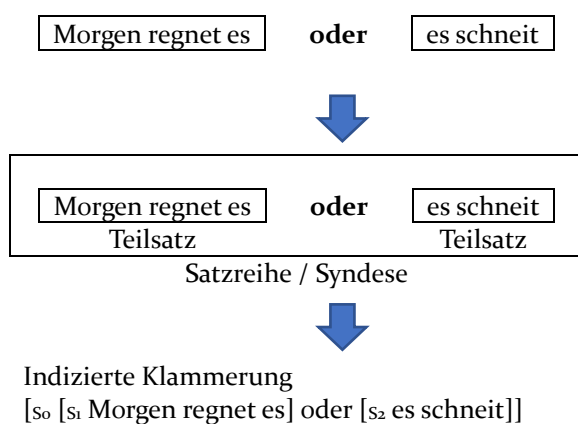 Morgen regnet es oder es schneit
Morgen regnet es oder es schneit
Teilsatz Teilsatz
Satzreihe / Syndese
Indizierte Klammerung
[S0 [S1 Morgen regnet es] oder [S2 es schneit]]